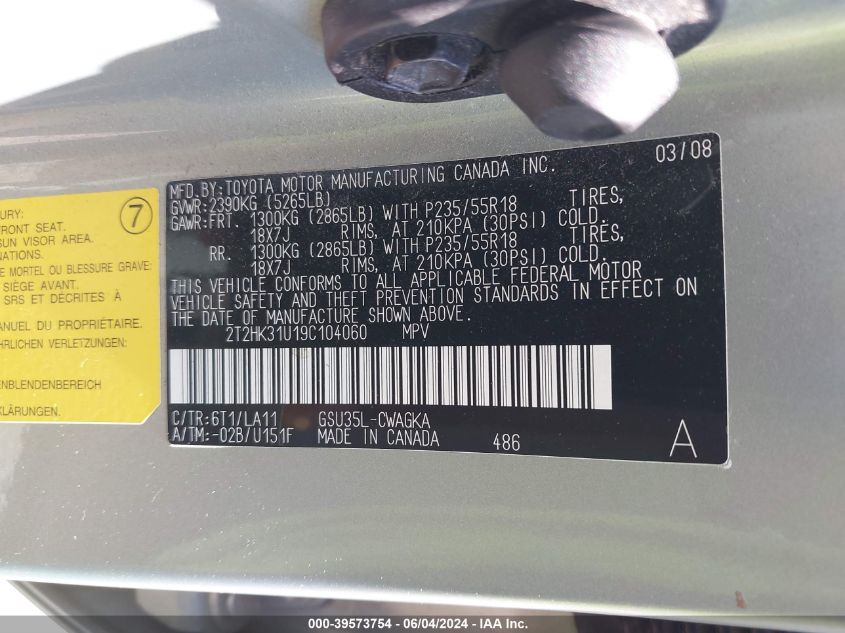 JURY:
FRONT SEAT.
SUN VISOR AREA.
NATIONS.
7
E MORTEL OU BLESSURE GRAVE:
SIÈGE AVANT.
SRS ET DÉCRITES À
ANUEL DU PROPRIÉTAIRE.
HREN VERLETZUNGEN.
NENBLENDENBEREICH
KLÄRUNGEN.
03/08
MFD.BY:TOYOTA MOTOR MANUFACTURING CANADA INC.
GVWR:2390KG (5265LB)
GAWR:FRT. 1300KG (2865LB) WITH P235/55R18 TIRES,
18X7J RIMS, AT 210KPA (30PSI) COLD.
RR. 1300KG (2865LB) WITH P235/55R18 TIRES,
18X7J RIMS, AT 210KPA (30PSI) COLD.
THIS VEHICLE CONFORMS TO ALL APPLICABLE FEDERAL MOTOR
VEHICLE SAFETY AND THEFT PREVENTION STANDARDS IN EFFECT ON
THE DATE OF MANUFACTURE SHOWN ABOVE.
2T2HK31U19C104060 MPV
C/TR:6T1/LA11 GSU35L-CWAGKA
A/TM:-02B/U151F MADE IN CANADA 486 A
000-39573754 - 06/04/2024 - IAA Inc.